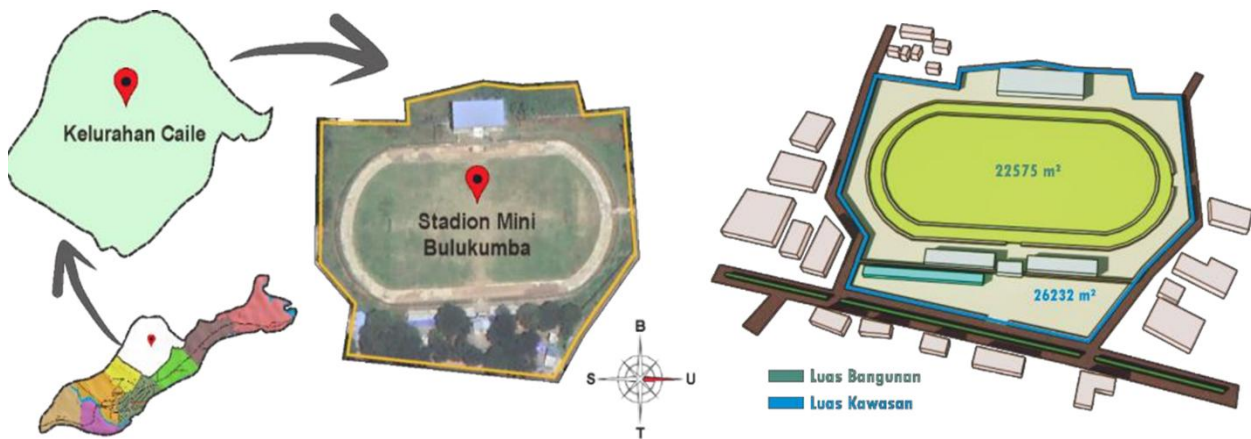 Kelurahan Caile
Stadion Mini
Bulukumba
B
S
U
T
22575 m²
26232 m²
Luas Bangunan
Luas Kawasan